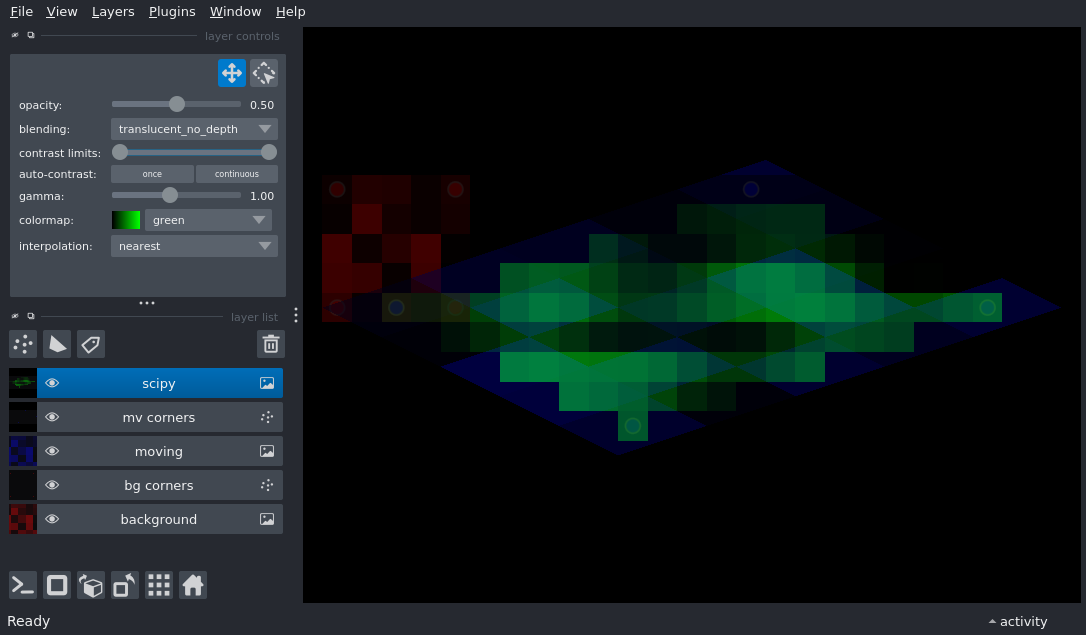 File View Layers Plugins Window Help
layer controls
opacity: 0.50
blending: translucent_no_depth
contrast limits:
auto-contrast: once continuous
gamma: 1.00
colormap: green
interpolation: nearest
layer list
scipy
mv corners
moving
bg corners
background
Ready
activity